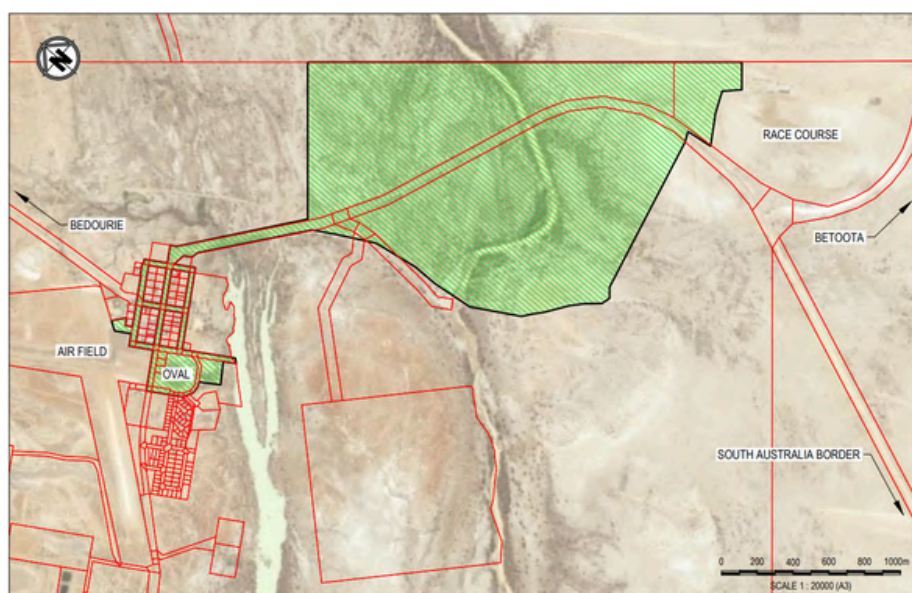 RACE COURSE
BEDOURIE
BETOOTA
AIR FIELD
OVAL
SOUTH AUSTRALIA BORDER
0 200 400 600 800 1000m
SCALE 1 : 20000 (A3)